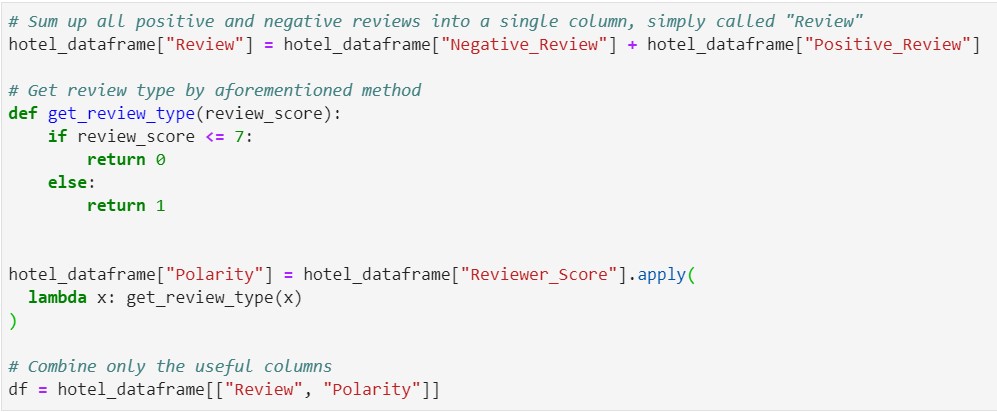 # Sum up all positive and negative reviews into a single column, simply called "Review"
hotel_dataframe["Review"] = hotel_dataframe["Negative_Review"] + hotel_dataframe["Positive_Review"]

# Get review type by aforementioned method
def get_review_type(review_score):
    if review_score <= 7:
        return 0
    else:
        return 1


hotel_dataframe["Polarity"] = hotel_dataframe["Reviewer_Score"].apply(
  lambda x: get_review_type(x)
)

# Combine only the useful columns
df = hotel_dataframe[["Review", "Polarity"]]